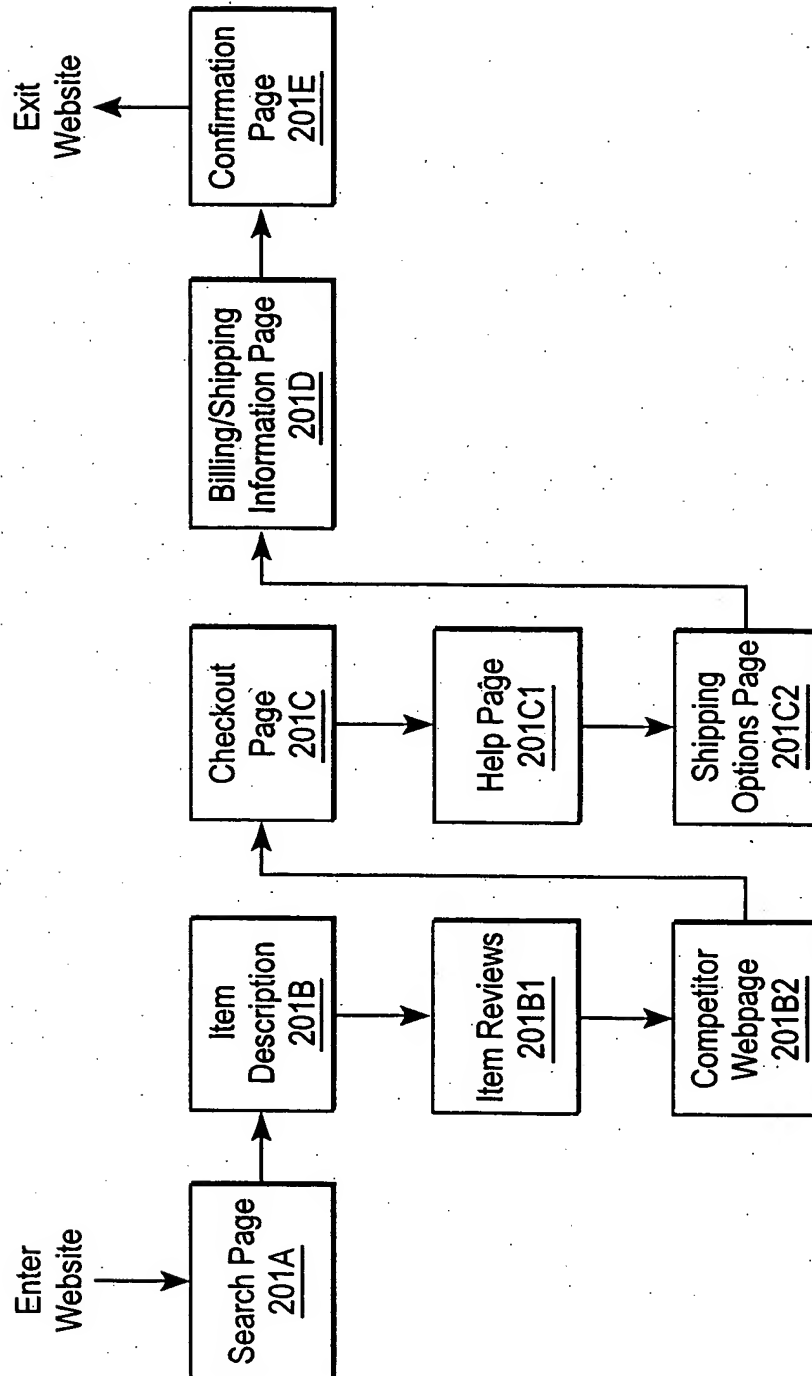 Enter
Website
Search Page
201A
Item
Description
201B
Item Reviews
201B1
Competitor
Webpage
201B2
Checkout
Page
201C
Help Page
201C1
Shipping
Options Page
201C2
Billing/Shipping
Information Page
201D
Confirmation
Page
201E
Exit
Website